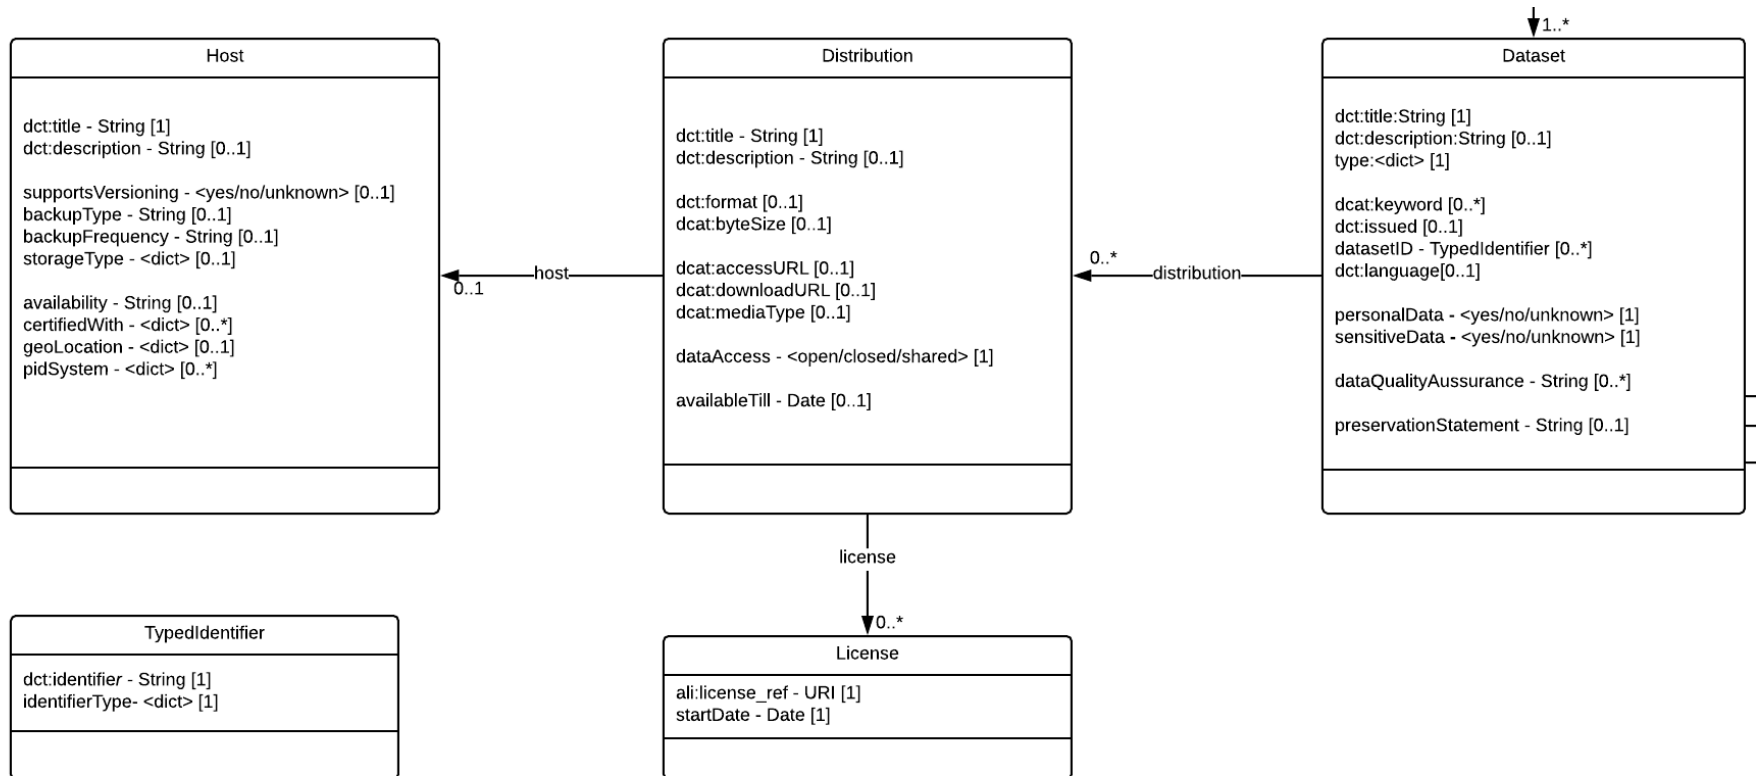 Host
dct:title - String [1]
dct:description - String [0..1]
supportsVersioning - <yes/no/unknown> [0..1]
backupType - String [0..1]
backupFrequency - String [0..1]
storageType - <dict> [0..1]
availability - String [0..1]
certifiedWith - <dict> [0..*]
geoLocation - <dict> [0..1]
pidSystem - <dict> [0..*]
host
0..1
Distribution
dct:title - String [1]
dct:description - String [0..1]
dct:format [0..1]
dcat:byteSize [0..1]
dcat:accessURL [0..1]
dcat:downloadURL [0..1]
dcat:mediaType [0..1]
dataAccess - <open/closed/shared> [1]
availableTill - Date [0..1]
0..*
distribution
1..*
Dataset
dct:title:String [1]
dct:description:String [0..1]
type:<dict> [1]
dcat:keyword [0..*]
dct:issued [0..1]
datasetID - TypedIdentifier [0..*]
dct:language[0..1]
personalData - <yes/no/unknown> [1]
sensitiveData - <yes/no/unknown> [1]
dataQualityAussurance - String [0..*]
preservationStatement - String [0..1]
license
0..*
TypedIdentifier
dct:identifier - String [1]
identifierType- <dict> [1]
License
ali:license_ref - URI [1]
startDate - Date [1]